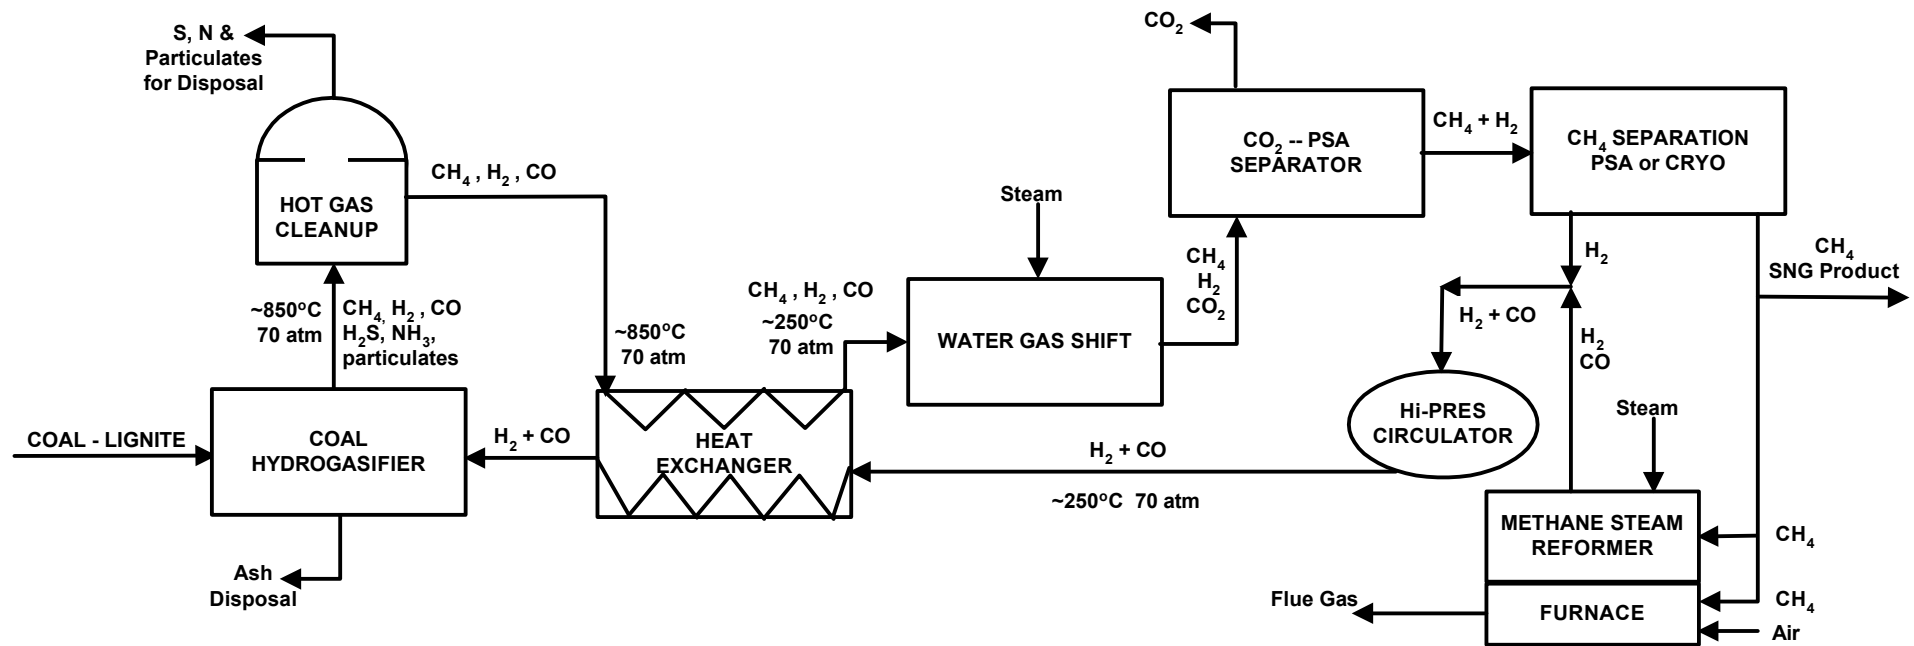 S, N &
Particulates
for Disposal
HOT GAS
CLEANUP
CH₄ , H₂ , CO
~850ºC
70 atm
CH₄, H₂ , CO
H₂S, NH₃,
particulates
COAL - LIGNITE
COAL
HYDROGASIFIER
Ash
Disposal
H₂ + CO
~850ºC
70 atm
HEAT
EXCHANGER
CH₄ , H₂ , CO
~250ºC
70 atm
Steam
WATER GAS SHIFT
CH₄
H₂
CO₂
CO₂
CO₂ -- PSA
SEPARATOR
CH₄ + H₂
CH₄ SEPARATION
PSA or CRYO
H₂
CH₄
SNG Product
H₂ + CO
H₂
CO
Hi-PRES
CIRCULATOR
H₂ + CO
~250ºC 70 atm
Steam
METHANE STEAM
REFORMER
CH₄
FURNACE
CH₄
Air
Flue Gas